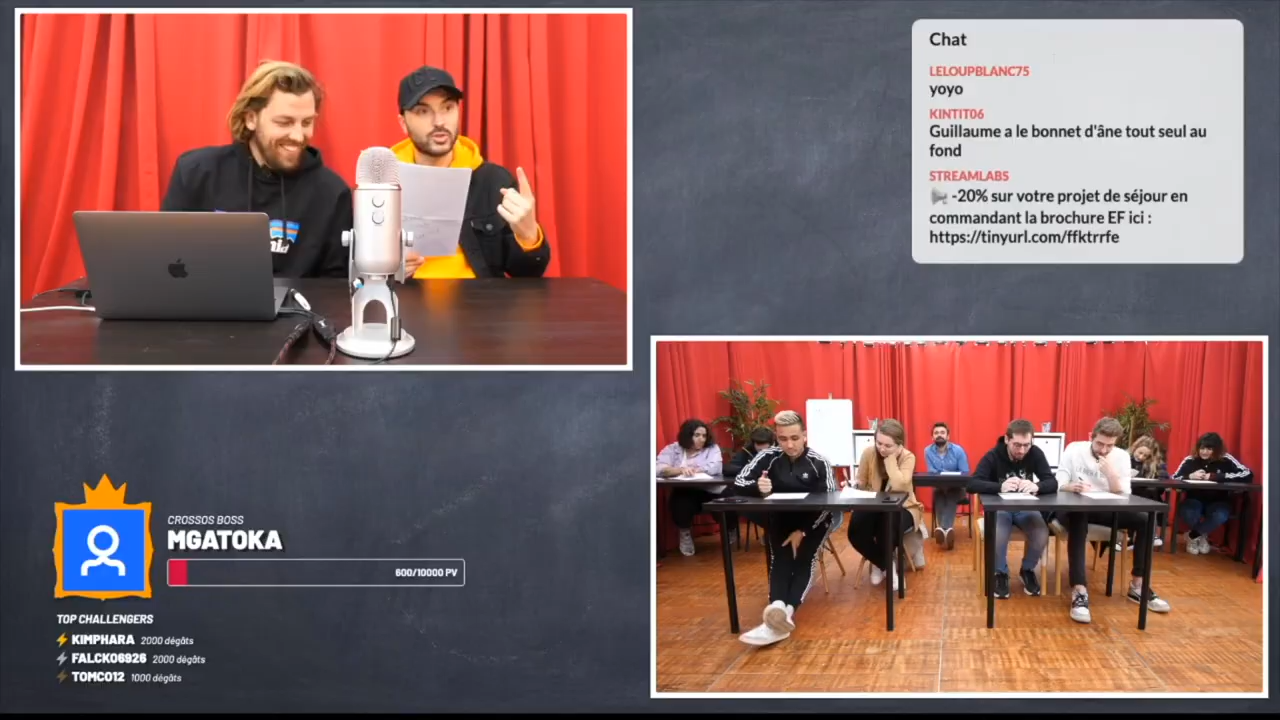 Chat
LELOUPBLANC75
yoyo
KINTIT06
Guillaume a le bonnet d'âne tout seul au
fond
STREAMLABS
-20% sur votre projet de séjour en
commandant la brochure EF ici :
https://tinyurl.com/ffktrrfe
CROSSOS BOSS
MGATOKA
600/10000 PV
TOP CHALLENGERS
KIMPHARA 2000 dégâts
FALCK06926 2000 dégâts
TOMCO12 1000 dégâts